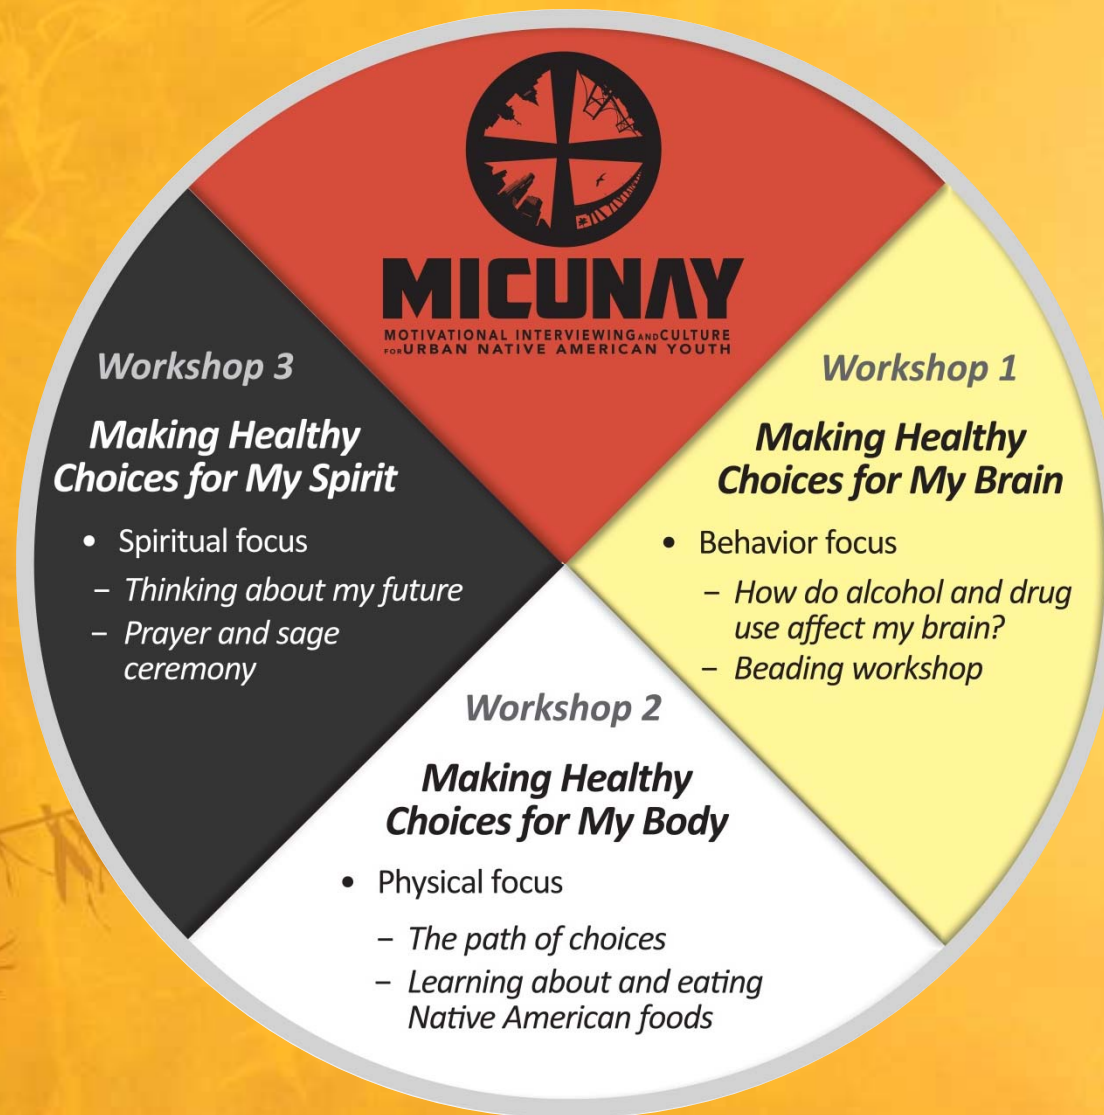 MICUNAY
MOTIVATIONAL INTERVIEWING AND CULTURE
FOR URBAN NATIVE AMERICAN YOUTH
Workshop 1
Making Healthy
Choices for My Brain
• Behavior focus
– How do alcohol and drug
use affect my brain?
– Beading workshop
Workshop 2
Making Healthy
Choices for My Body
• Physical focus
– The path of choices
– Learning about and eating
Native American foods
Workshop 3
Making Healthy
Choices for My Spirit
• Spiritual focus
– Thinking about my future
– Prayer and sage
ceremony